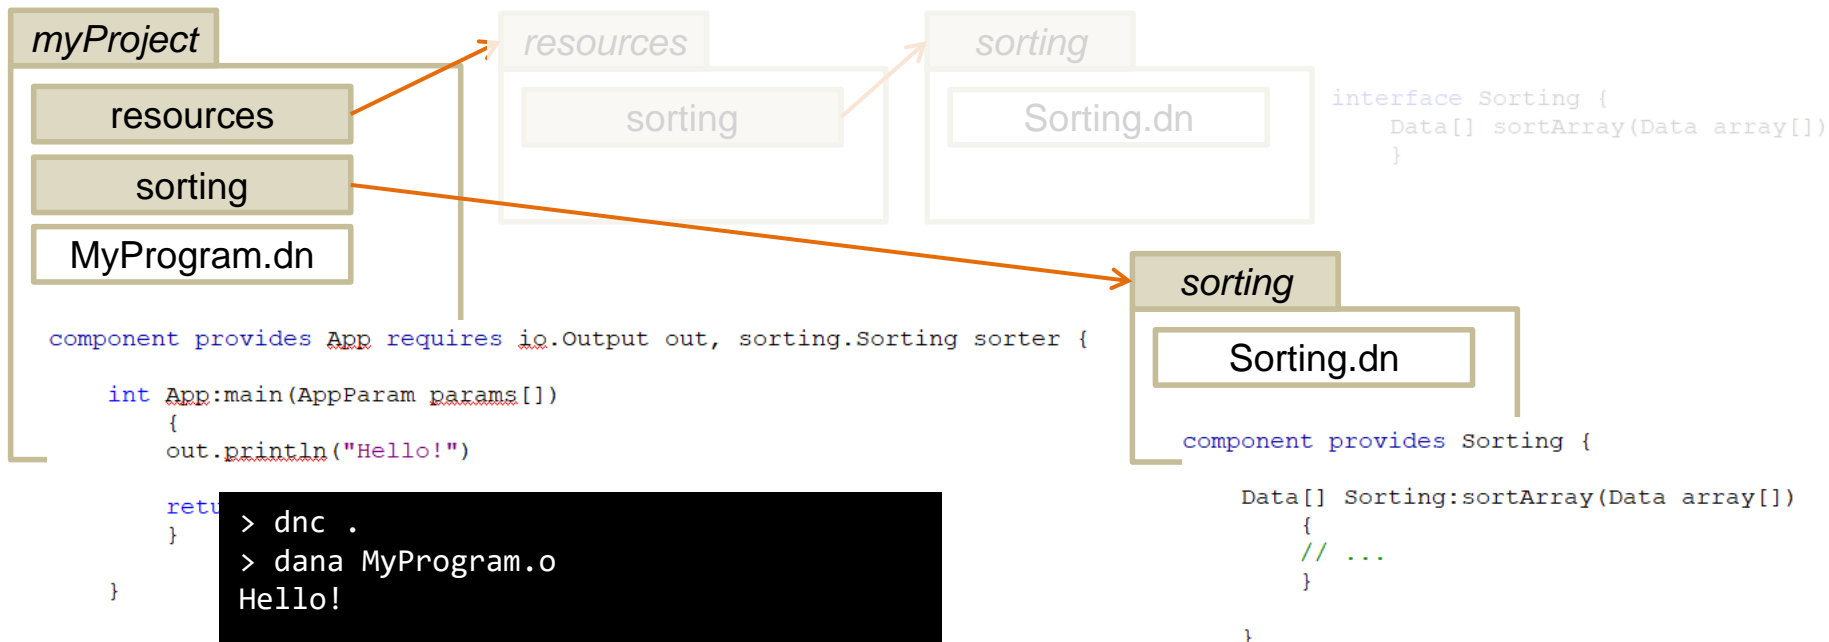 myProject
resources
sorting
MyProgram.dn
resources
sorting
sorting
Sorting.dn
interface Sorting {
Data[] sortArray(Data array[])
}
component provides App requires io.Output out, sorting.Sorting sorter {
int App:main(AppParam params[])
{
out.println("Hello!")
retu
}
}
> dnc .
> dana MyProgram.o
Hello!
sorting
Sorting.dn
component provides Sorting {
Data[] Sorting:sortArray(Data array[])
{
// ...
}
}